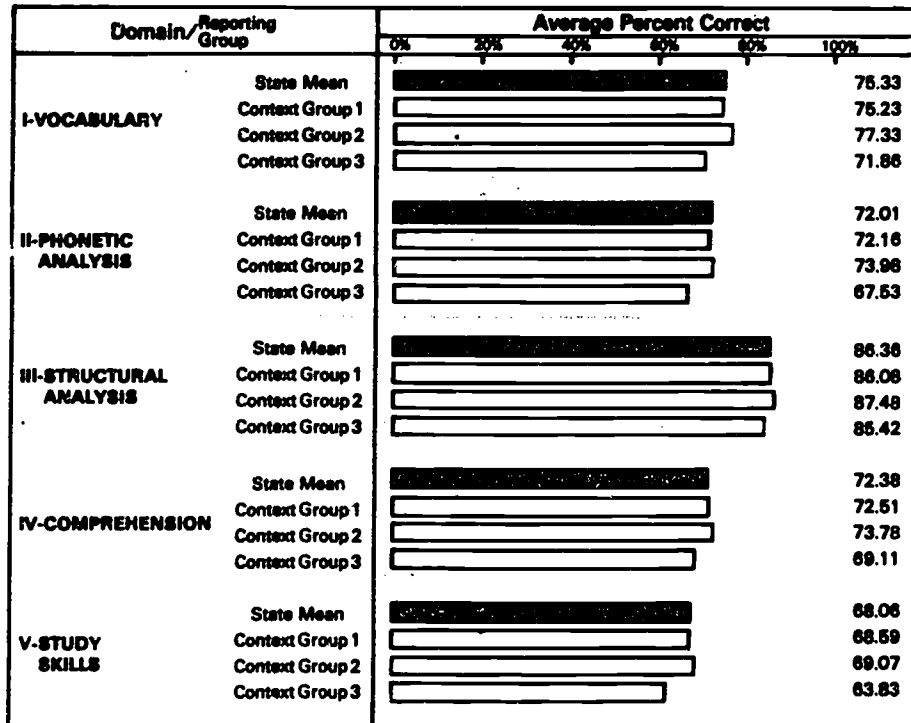 Domain/Reporting Group Average Percent Correct
0% 20% 40% 60% 80% 100%
I-VOCABULARY
State Mean 75.33
Context Group 1 75.23
Context Group 2 77.33
Context Group 3 71.86
II-PHONETIC ANALYSIS
State Mean 72.01
Context Group 1 72.16
Context Group 2 73.96
Context Group 3 67.53
III-STRUCTURAL ANALYSIS
State Mean 86.36
Context Group 1 86.08
Context Group 2 87.48
Context Group 3 85.42
IV-COMPREHENSION
State Mean 72.38
Context Group 1 72.51
Context Group 2 73.78
Context Group 3 69.11
V-STUDY SKILLS
State Mean 68.06
Context Group 1 68.59
Context Group 2 69.07
Context Group 3 63.83